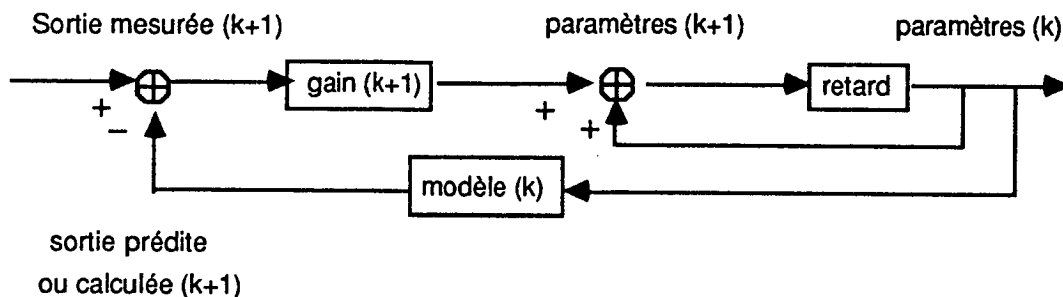 Sortie mesurée (k+1)
paramètres (k+1)
paramètres (k)
gain (k+1)
retard
+
−
+
+
modèle (k)
sortie prédite
ou calculée (k+1)